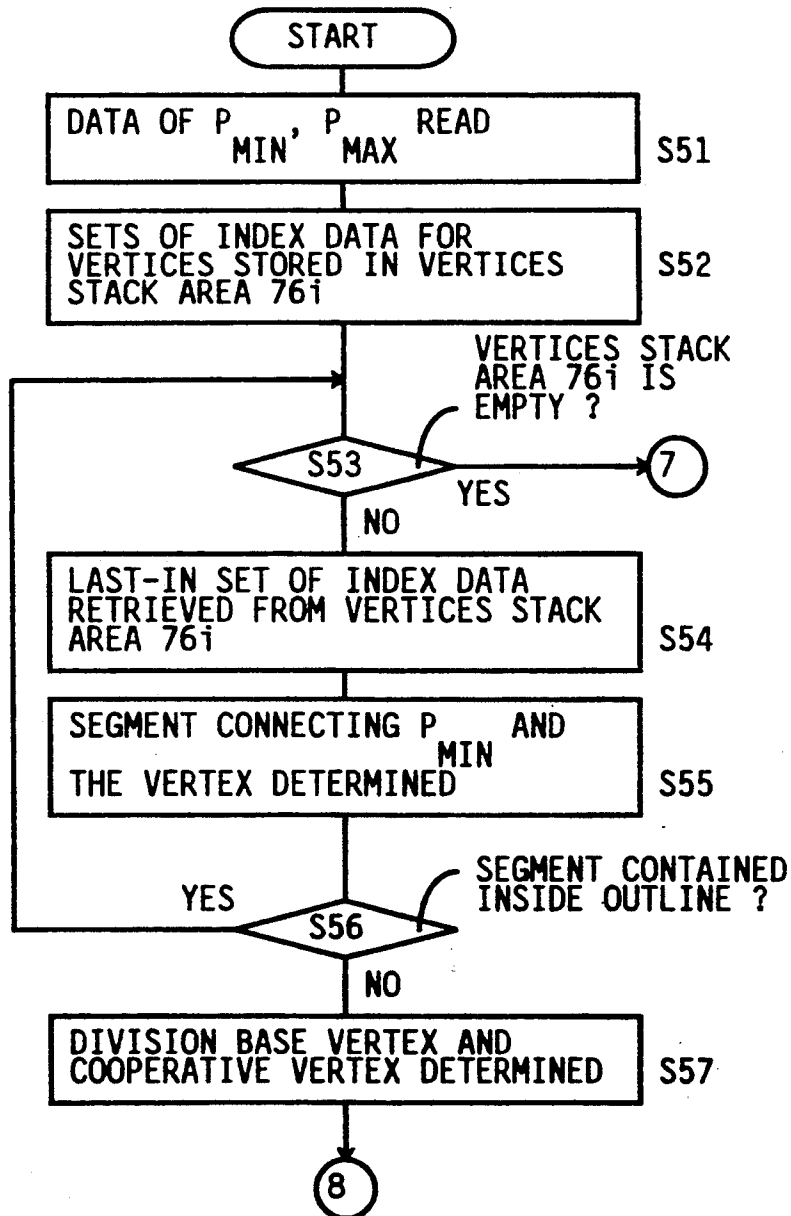 START
DATA OF P MIN, P MAX READ
S51
SETS OF INDEX DATA FOR
VERTICES STORED IN VERTICES
STACK AREA 76i
S52
VERTICES STACK
AREA 76i IS
EMPTY ?
S53
YES
7
NO
LAST-IN SET OF INDEX DATA
RETRIEVED FROM VERTICES STACK
AREA 76i
S54
SEGMENT CONNECTING P MIN AND
THE VERTEX DETERMINED
S55
SEGMENT CONTAINED
INSIDE OUTLINE ?
YES
S56
NO
DIVISION BASE VERTEX AND
COOPERATIVE VERTEX DETERMINED
S57
8